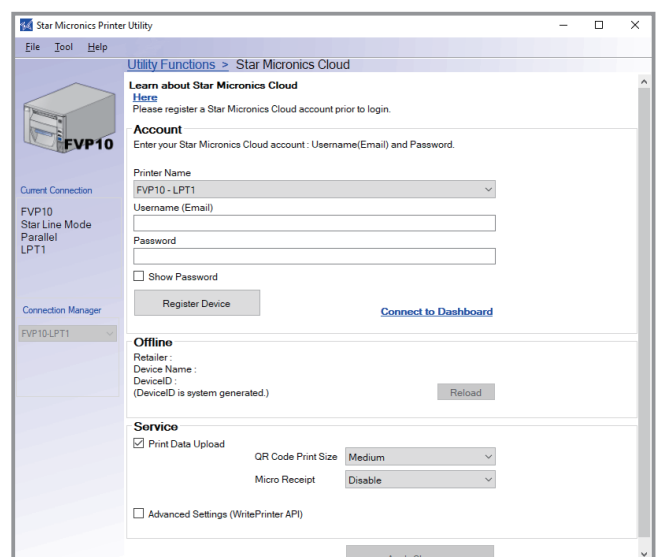 Star Micronics Printer Utility
File Tool Help
Utility Functions > Star Micronics Cloud
FVP10
Current Connection
FVP10
Star Line Mode
Parallel
LPT1
Connection Manager
FVP10-LPT1
Learn about Star Micronics Cloud
Here
Please register a Star Micronics Cloud account prior to login.
Account
Enter your Star Micronics Cloud account : Username(Email) and Password.
Printer Name
FVP10 - LPT1
Username (Email)
Password
Show Password
Register Device
Connect to Dashboard
Offline
Retailer :
Device Name :
DeviceID :
(DeviceID is system generated.)
Reload
Service
Print Data Upload
QR Code Print Size Medium
Micro Receipt Disable
Advanced Settings (WritePrinter API)